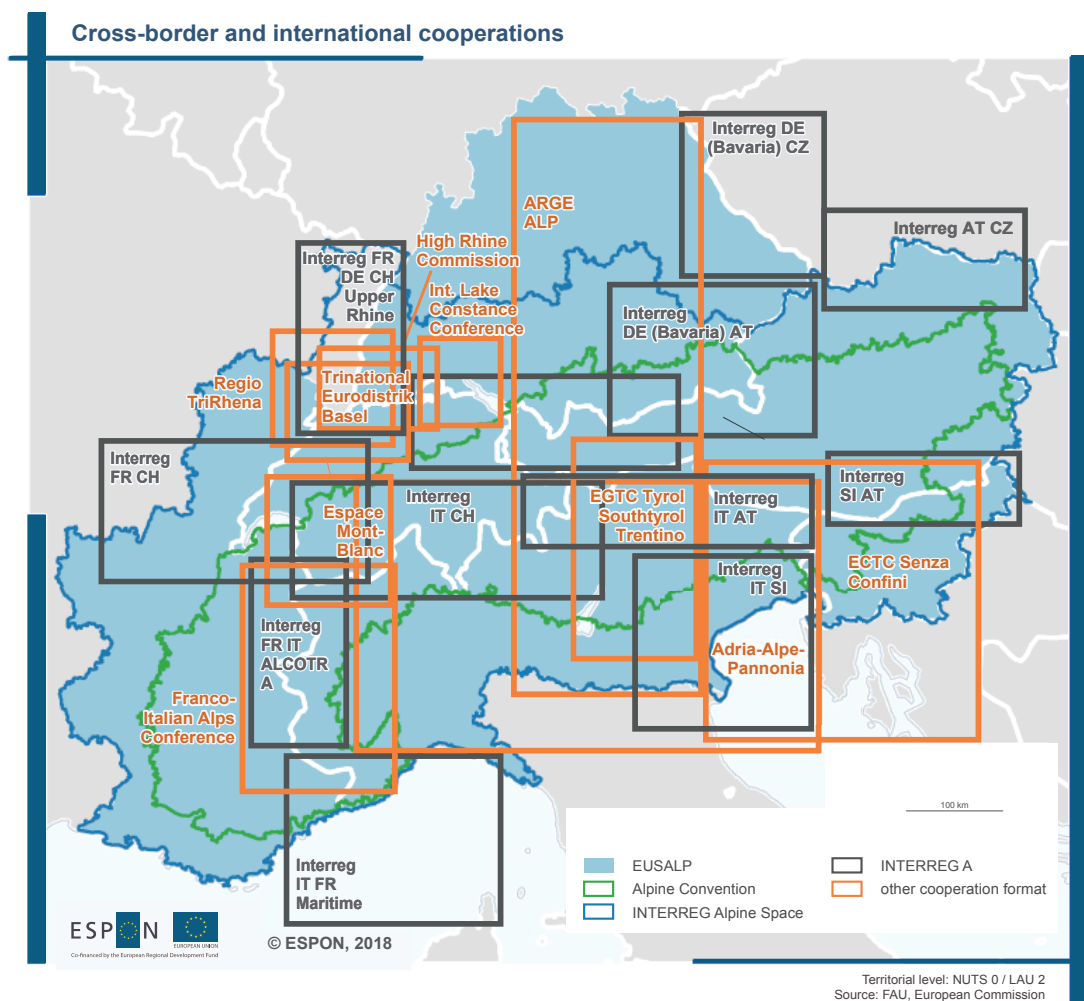 Cross-border and international cooperations
Interreg DE
(Bavaria) CZ
ARGE
ALP
Interreg AT CZ
High Rhine
Commission
Interreg FR
DE CH
Upper
Rhine
Int. Lake
Constance
Conference
Interreg
DE (Bavaria) AT
Regio
TriRhena
Trinational
Eurodistrik
Basel
Interreg
FR CH
Interreg
SI AT
Interreg
IT CH
EGTC Tyrol
Southtyrol
Trentino
Interreg
IT AT
Espace
Mont-
Blanc
ECTC Senza
Confini
Interreg
IT SI
Interreg
FR IT
ALCOTR
A
Adria-Alpe-
Pannonia
Franco-
Italian Alps
Conference
100 km
Interreg
IT FR
Maritime
EUSALP
Alpine Convention
INTERREG Alpine Space
INTERREG A
other cooperation format
ESPON
EUROPEAN UNION
Co-financed by the European Regional Development Fund
© ESPON, 2018
Territorial level: NUTS 0 / LAU 2
Source: FAU, European Commission